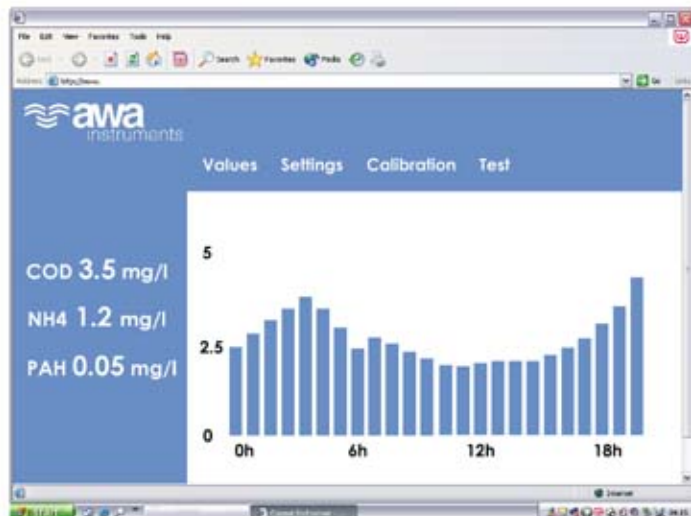 File Edit View Favorites Tools Help
Search Favorites Media
Address Go
awa
instruments
Values Settings Calibration Test
COD 3.5 mg/l
NH4 1.2 mg/l
PAH 0.05 mg/l
5
2.5
0
0h 6h 12h 18h
Internet